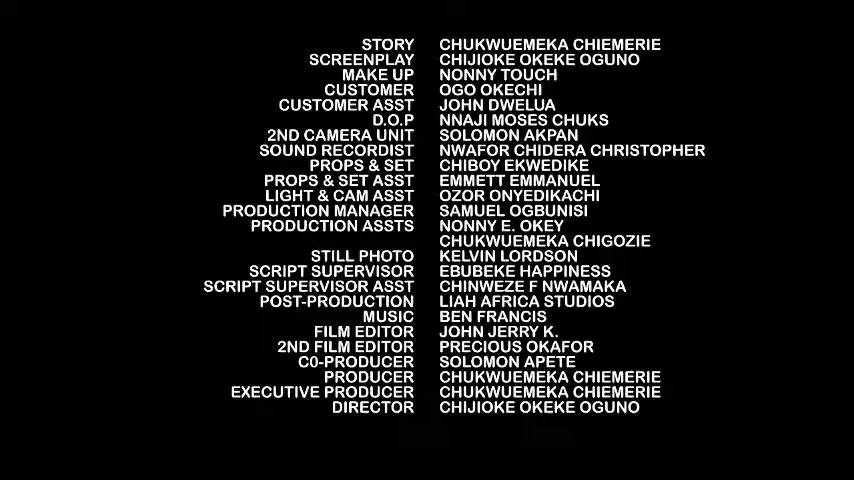 STORY CHUKWUEMEKA CHIEMERIE
SCREENPLAY CHIJIOKE OKEKE OGUNO
MAKE UP NONNY TOUCH
CUSTOMER OGO OKECHI
CUSTOMER ASST JOHN DWELUA
D.O.P NNAJI MOSES CHUKS
2ND CAMERA UNIT SOLOMON AKPAN
SOUND RECORDIST NWAFOR CHIDERA CHRISTOPHER
PROPS & SET CHIBOY EKWEDIKE
PROPS & SET ASST EMMETT EMMANUEL
LIGHT & CAM ASST OZOR ONYEDIKACHI
PRODUCTION MANAGER SAMUEL OGBUNISI
PRODUCTION ASSTS NONNY E. OKEY
CHUKWUEMEKA CHIGOZIE
STILL PHOTO KELVIN LORDSON
SCRIPT SUPERVISOR EBUBEKE HAPPINESS
SCRIPT SUPERVISOR ASST CHINWEZE F NWAMAKA
POST-PRODUCTION LIAH AFRICA STUDIOS
MUSIC BEN FRANCIS
FILM EDITOR JOHN JERRY K.
2ND FILM EDITOR PRECIOUS OKAFOR
C0-PRODUCER SOLOMON APETE
PRODUCER CHUKWUEMEKA CHIEMERIE
EXECUTIVE PRODUCER CHUKWUEMEKA CHIEMERIE
DIRECTOR CHIJIOKE OKEKE OGUNO